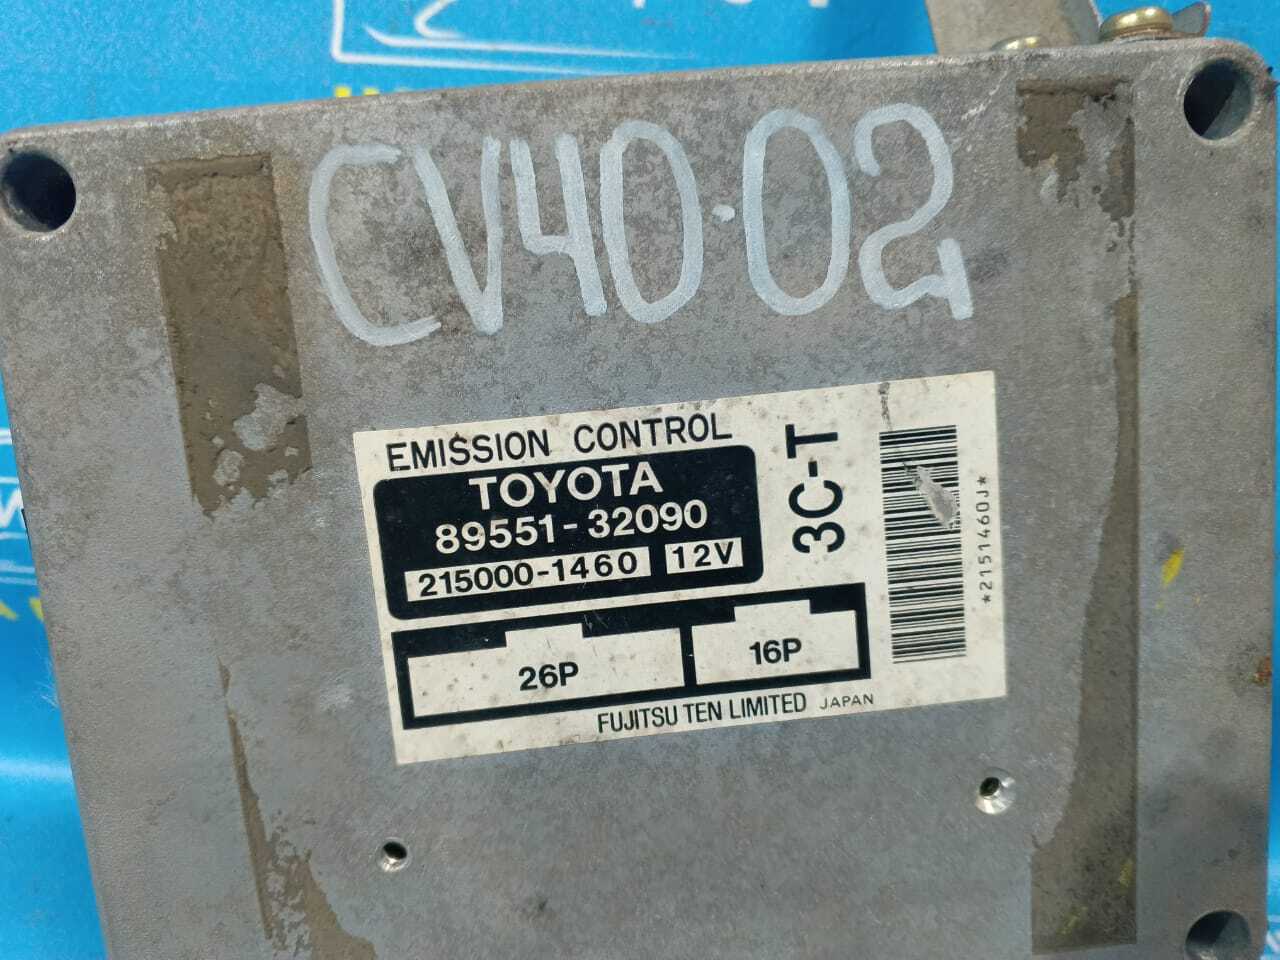 CV40-02
EMISSION CONTROL
TOYOTA
89551-32090
215000-1460 12V
3C-T
*2151460J*
26P 16P
FUJITSU TEN LIMITED JAPAN